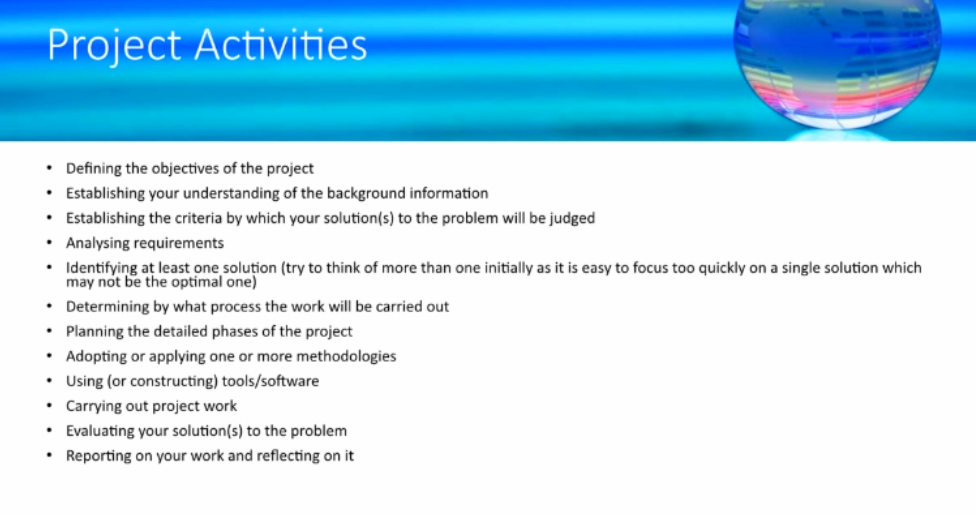 Project Activities
• Defining the objectives of the project
• Establishing your understanding of the background information
• Establishing the criteria by which your solution(s) to the problem will be judged
• Analysing requirements
• Identifying at least one solution (try to think of more than one initially as it is easy to focus too quickly on a single solution which
may not be the optimal one)
• Determining by what process the work will be carried out
• Planning the detailed phases of the project
• Adopting or applying one or more methodologies
• Using (or constructing) tools/software
• Carrying out project work
• Evaluating your solution(s) to the problem
• Reporting on your work and reflecting on it